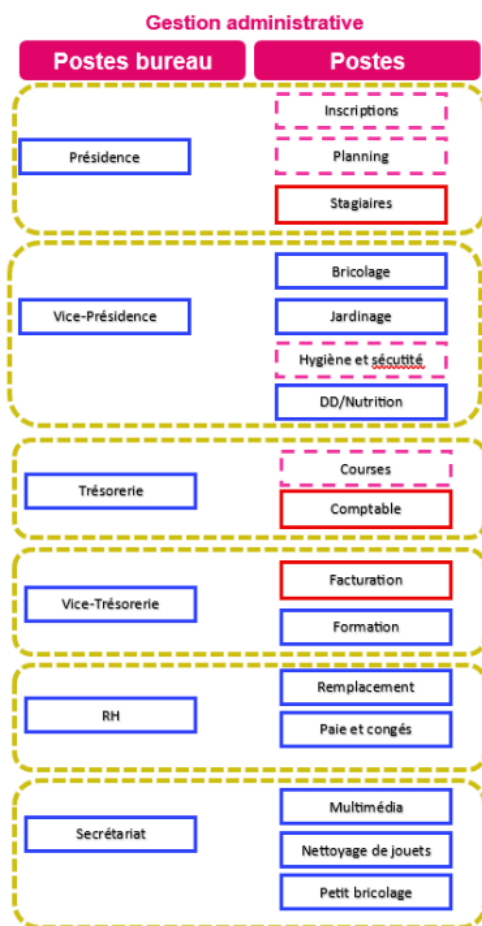 Gestion administrative
Postes bureau
Postes
Présidence
Inscriptions
Planning
Stagiaires
Vice-Présidence
Bricolage
Jardinage
Hygiène et sécutité
DD/Nutrition
Trésorerie
Courses
Comptable
Vice-Trésorerie
Facturation
Formation
RH
Remplacement
Paie et congés
Secrétariat
Multimédia
Nettoyage de jouets
Petit bricolage